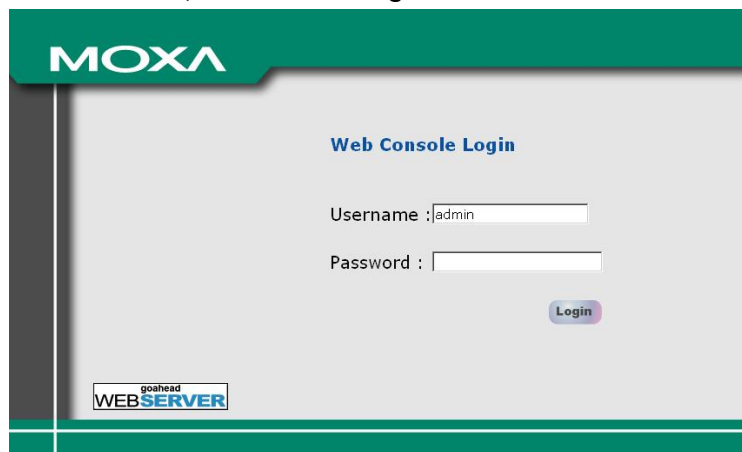 MOXA
Web Console Login
Username : admin
Password :
Login
goahead
WEBSERVER